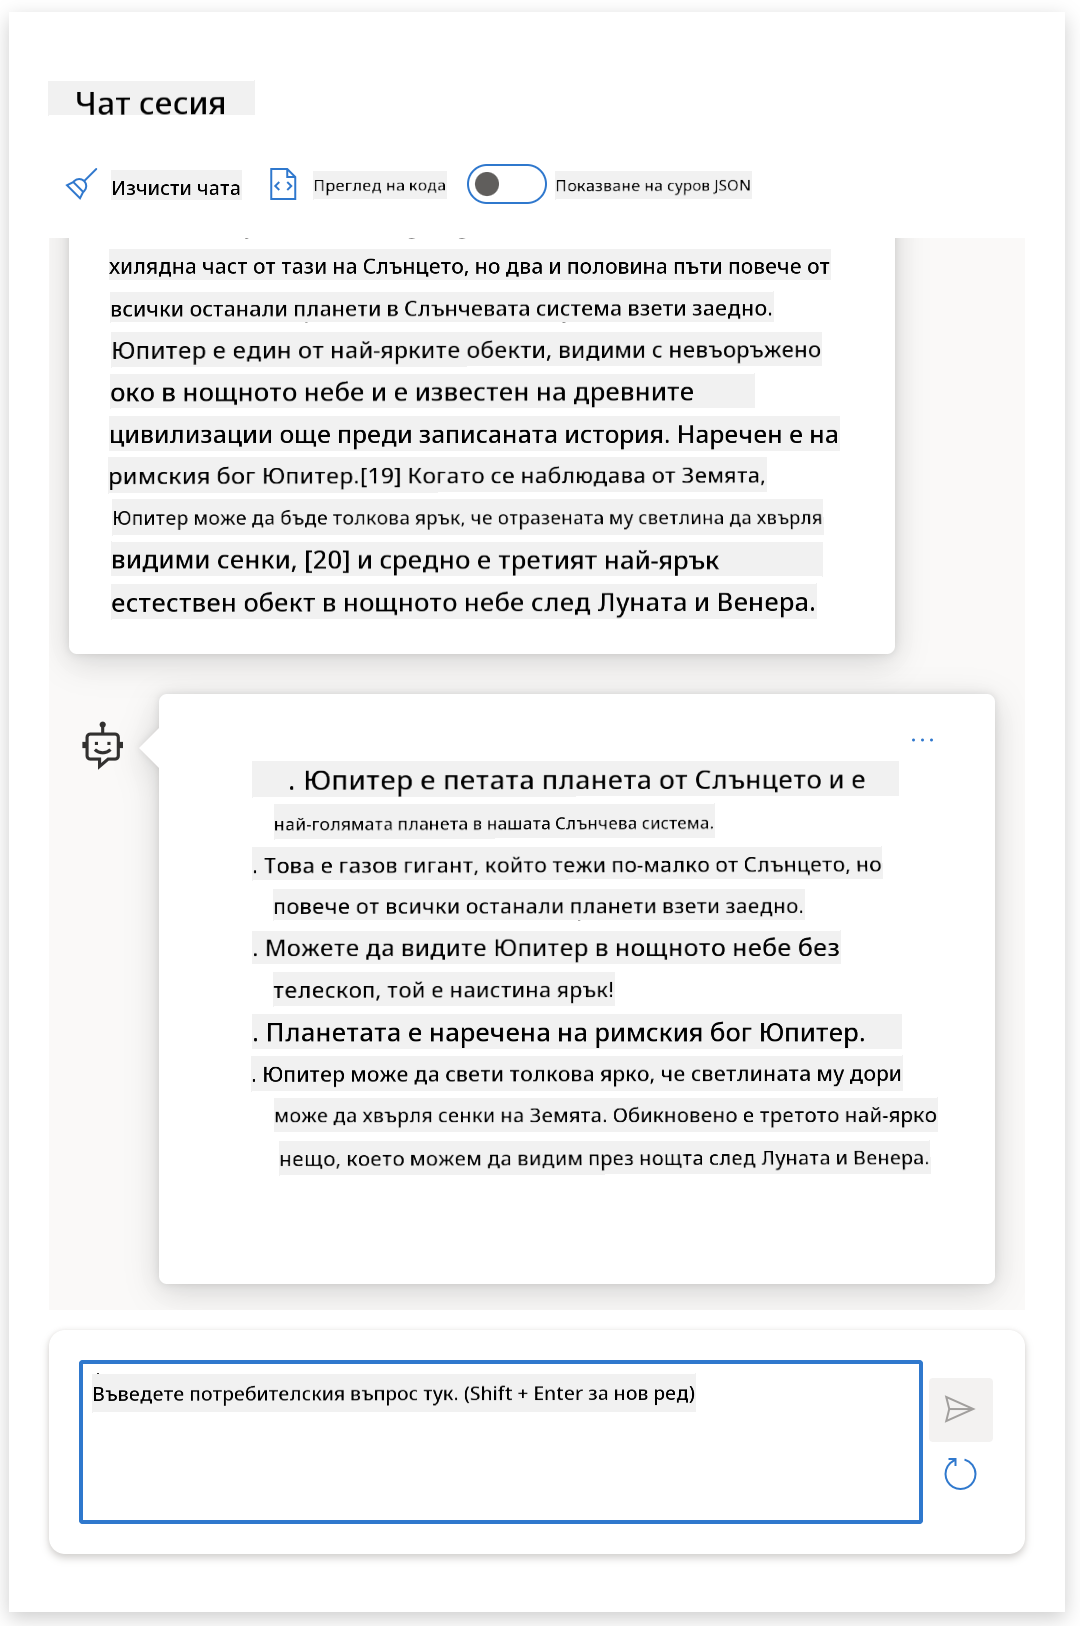 Чат сесия
Изчисти чата
Преглед на кода
Показване на суров JSON
хилядна част от тази на Слънцето, но два и половина пъти повече от
всички останали планети в Слънчевата система взети заедно.
Юпитер е един от най-ярките обекти, видими с невъоръжено
око в нощното небе и е известен на древните
цивилизации още преди записаната история. Наречен е на
римския бог Юпитер.[19] Когато се наблюдава от Земята,
Юпитер може да бъде толкова ярък, че отразената му светлина да хвърля
видими сенки, [20] и средно е третият най-ярък
естествен обект в нощното небе след Луната и Венера.
...
. Юпитер е петата планета от Слънцето и е
най-голямата планета в нашата Слънчева система.
. Това е газов гигант, който тежи по-малко от Слънцето, но
повече от всички останали планети взети заедно.
. Можете да видите Юпитер в нощното небе без
телескоп, той е наистина ярък!
. Планетата е наречена на римския бог Юпитер.
. Юпитер може да свети толкова ярко, че светлината му дори
може да хвърля сенки на Земята. Обикновено е третото най-ярко
нещо, което можем да видим през нощта след Луната и Венера.
Въведете потребителския въпрос тук. (Shift + Enter за нов ред)